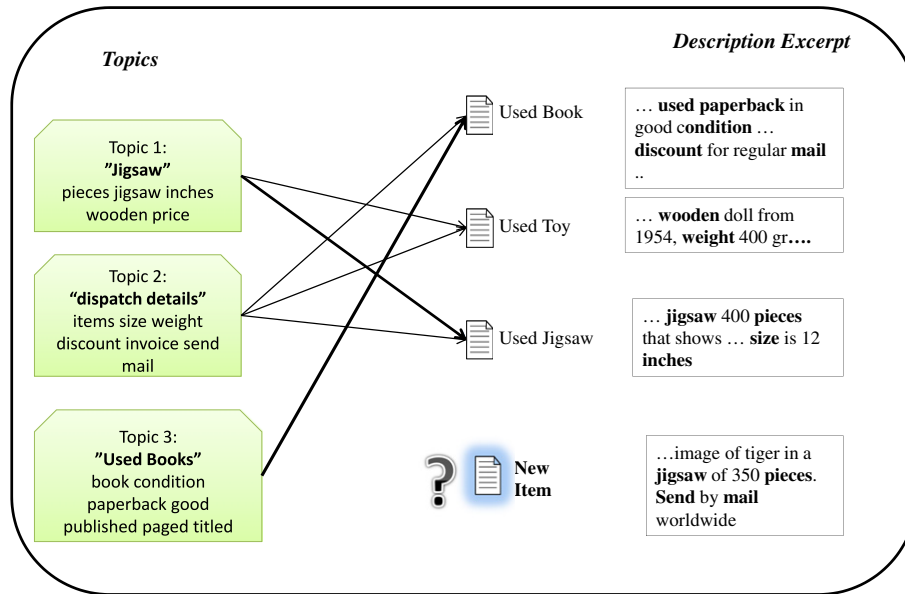 Topics
Description Excerpt
Topic 1:
”Jigsaw”
pieces jigsaw inches
wooden price
Topic 2:
“dispatch details”
items size weight
discount invoice send
mail
Topic 3:
”Used Books”
book condition
paperback good
published paged titled
Used Book
Used Toy
Used Jigsaw
?
New
Item
… used paperback in
good condition …
discount for regular mail
..
… wooden doll from
1954, weight 400 gr….
… jigsaw 400 pieces
that shows … size is 12
inches
…image of tiger in a
jigsaw of 350 pieces.
Send by mail
worldwide